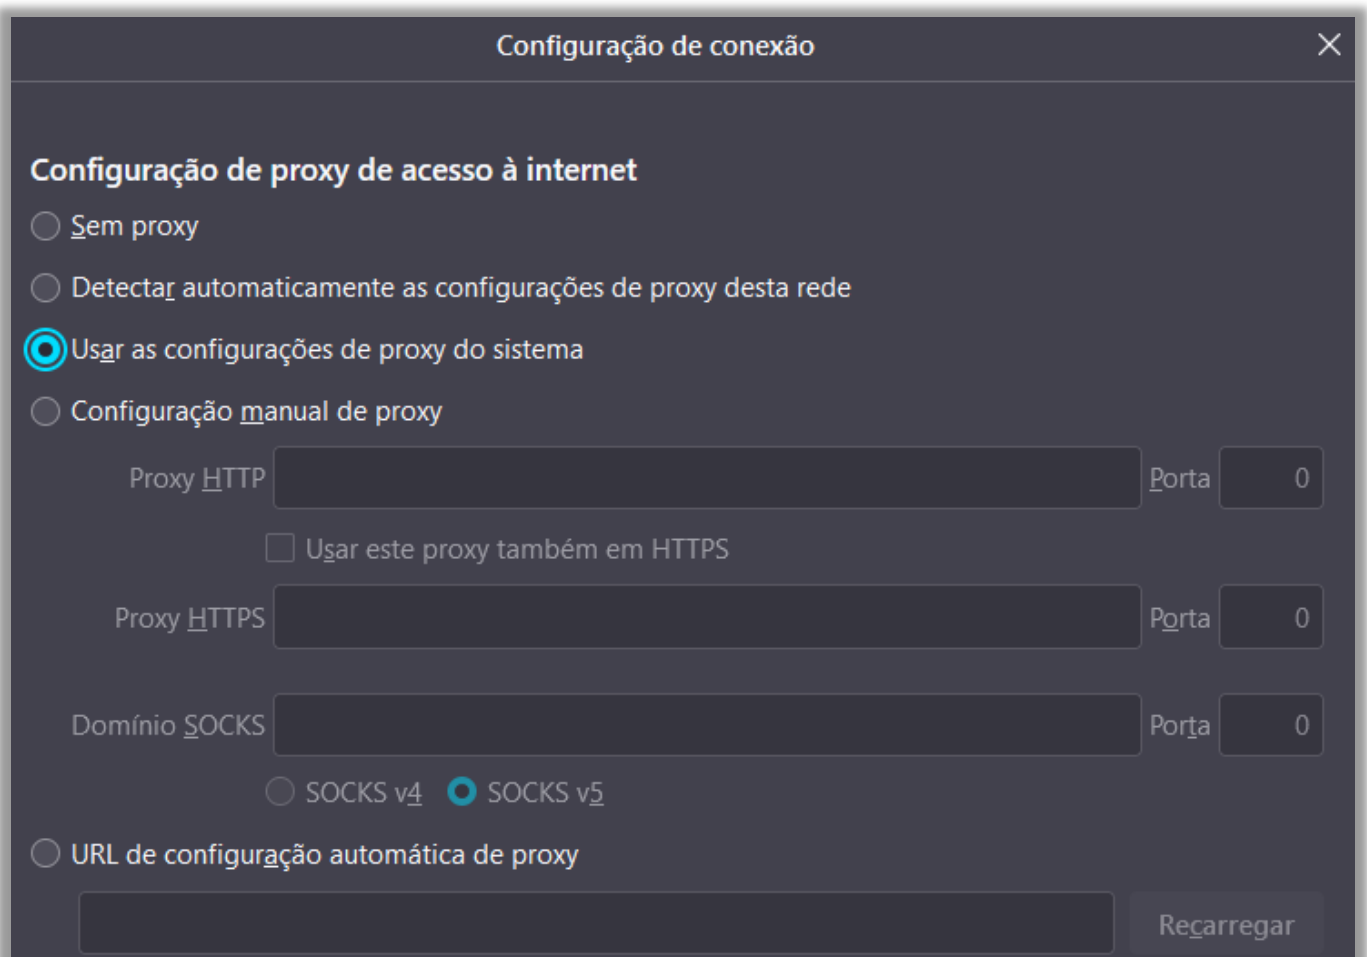 Configuração de conexão
Configuração de proxy de acesso à internet
Sem proxy
Detectar automaticamente as configurações de proxy desta rede
Usar as configurações de proxy do sistema
Configuração manual de proxy
Proxy HTTP Porta 0
Usar este proxy também em HTTPS
Proxy HTTPS Porta 0
Domínio SOCKS Porta 0
SOCKS v4 SOCKS v5
URL de configuração automática de proxy
Recarregar